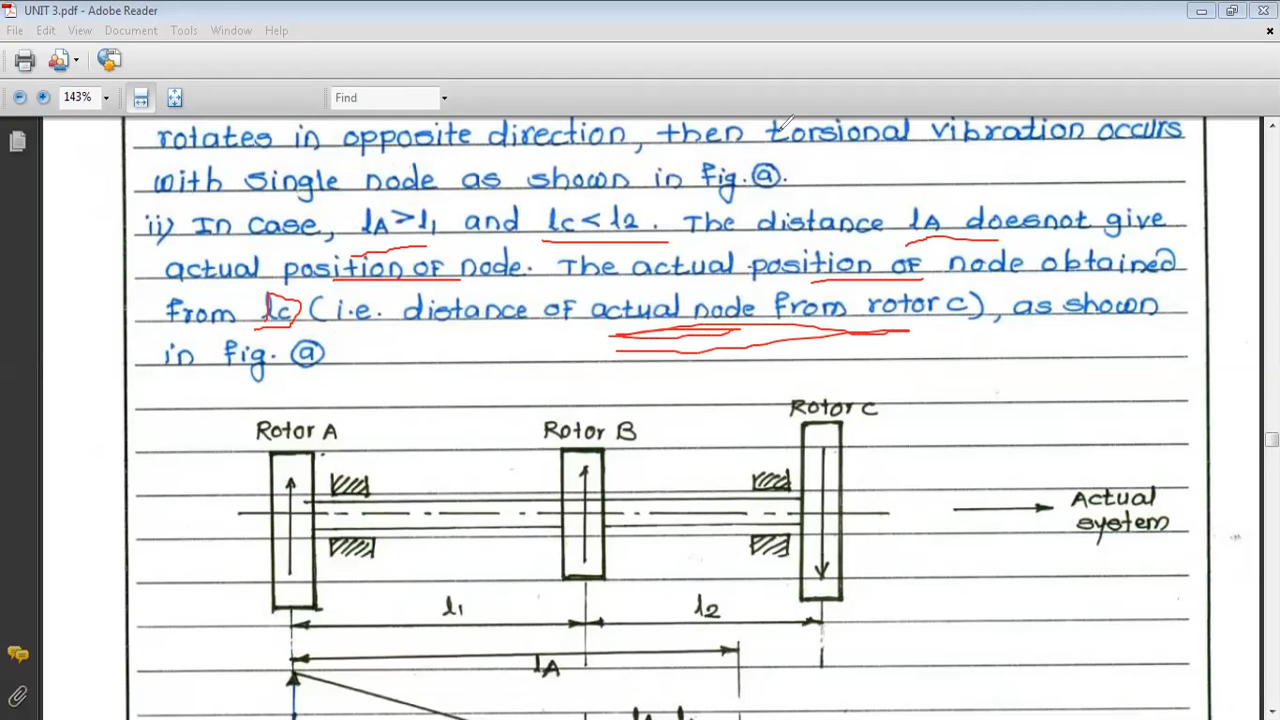 UNIT 3.pdf - Adobe Reader
File Edit View Document Tools Window Help
143% Find
rotates in opposite direction, then torsional vibration occurs
with single node as shown in fig. ⓐ.
ii) In case, lA > l1 and lC < l2. The distance lA doesnot give
actual position of node. The actual position of node obtained
from lC (i.e. distance of actual node from rotor C), as shown
in fig. ⓐ
Rotor A Rotor B Rotor C
Actual
system
l1 l2
lA